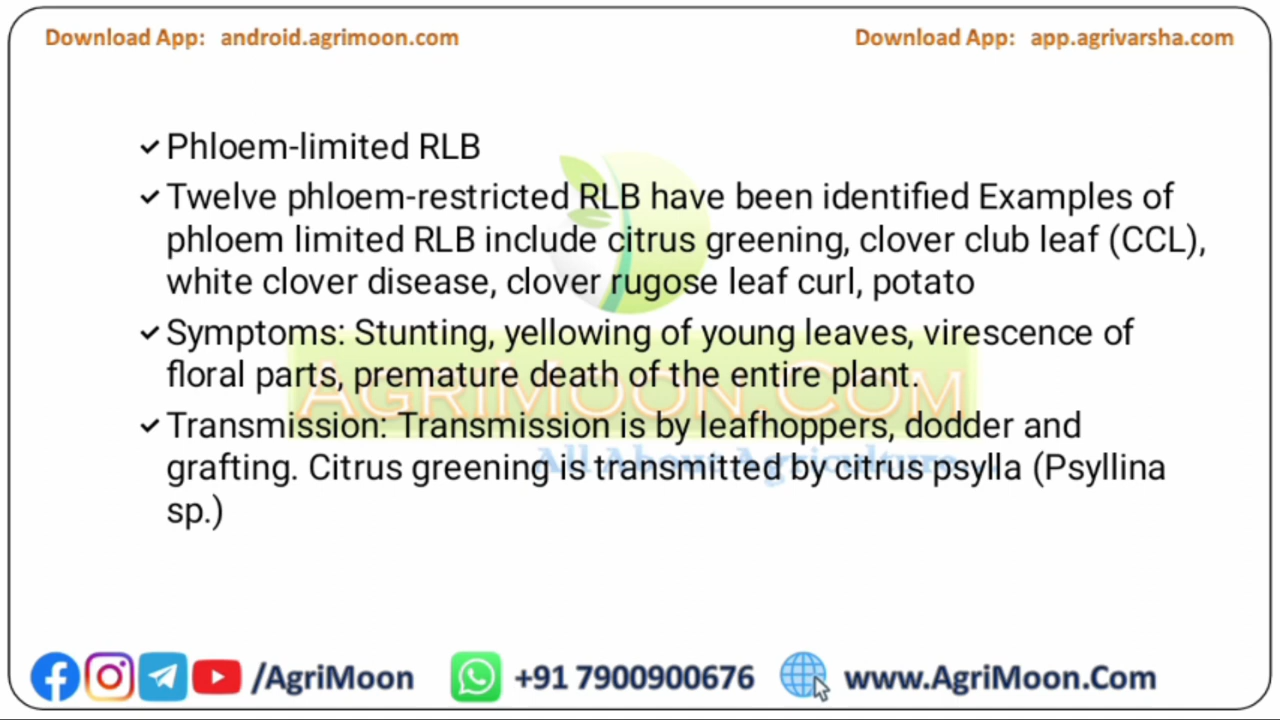 Download App: android.agrimoon.com
Download App: app.agrivarsha.com
Phloem-limited RLB
Twelve phloem-restricted RLB have been identified Examples of
phloem limited RLB include citrus greening, clover club leaf (CCL),
white clover disease, clover rugose leaf curl, potato
Symptoms: Stunting, yellowing of young leaves, virescence of
floral parts, premature death of the entire plant.
Transmission: Transmission is by leafhoppers, dodder and
grafting. Citrus greening is transmitted by citrus psylla (Psyllina
sp.)
AgriMoon.Com
All About Agriculture...
/AgriMoon
+91 7900900676
www.AgriMoon.Com